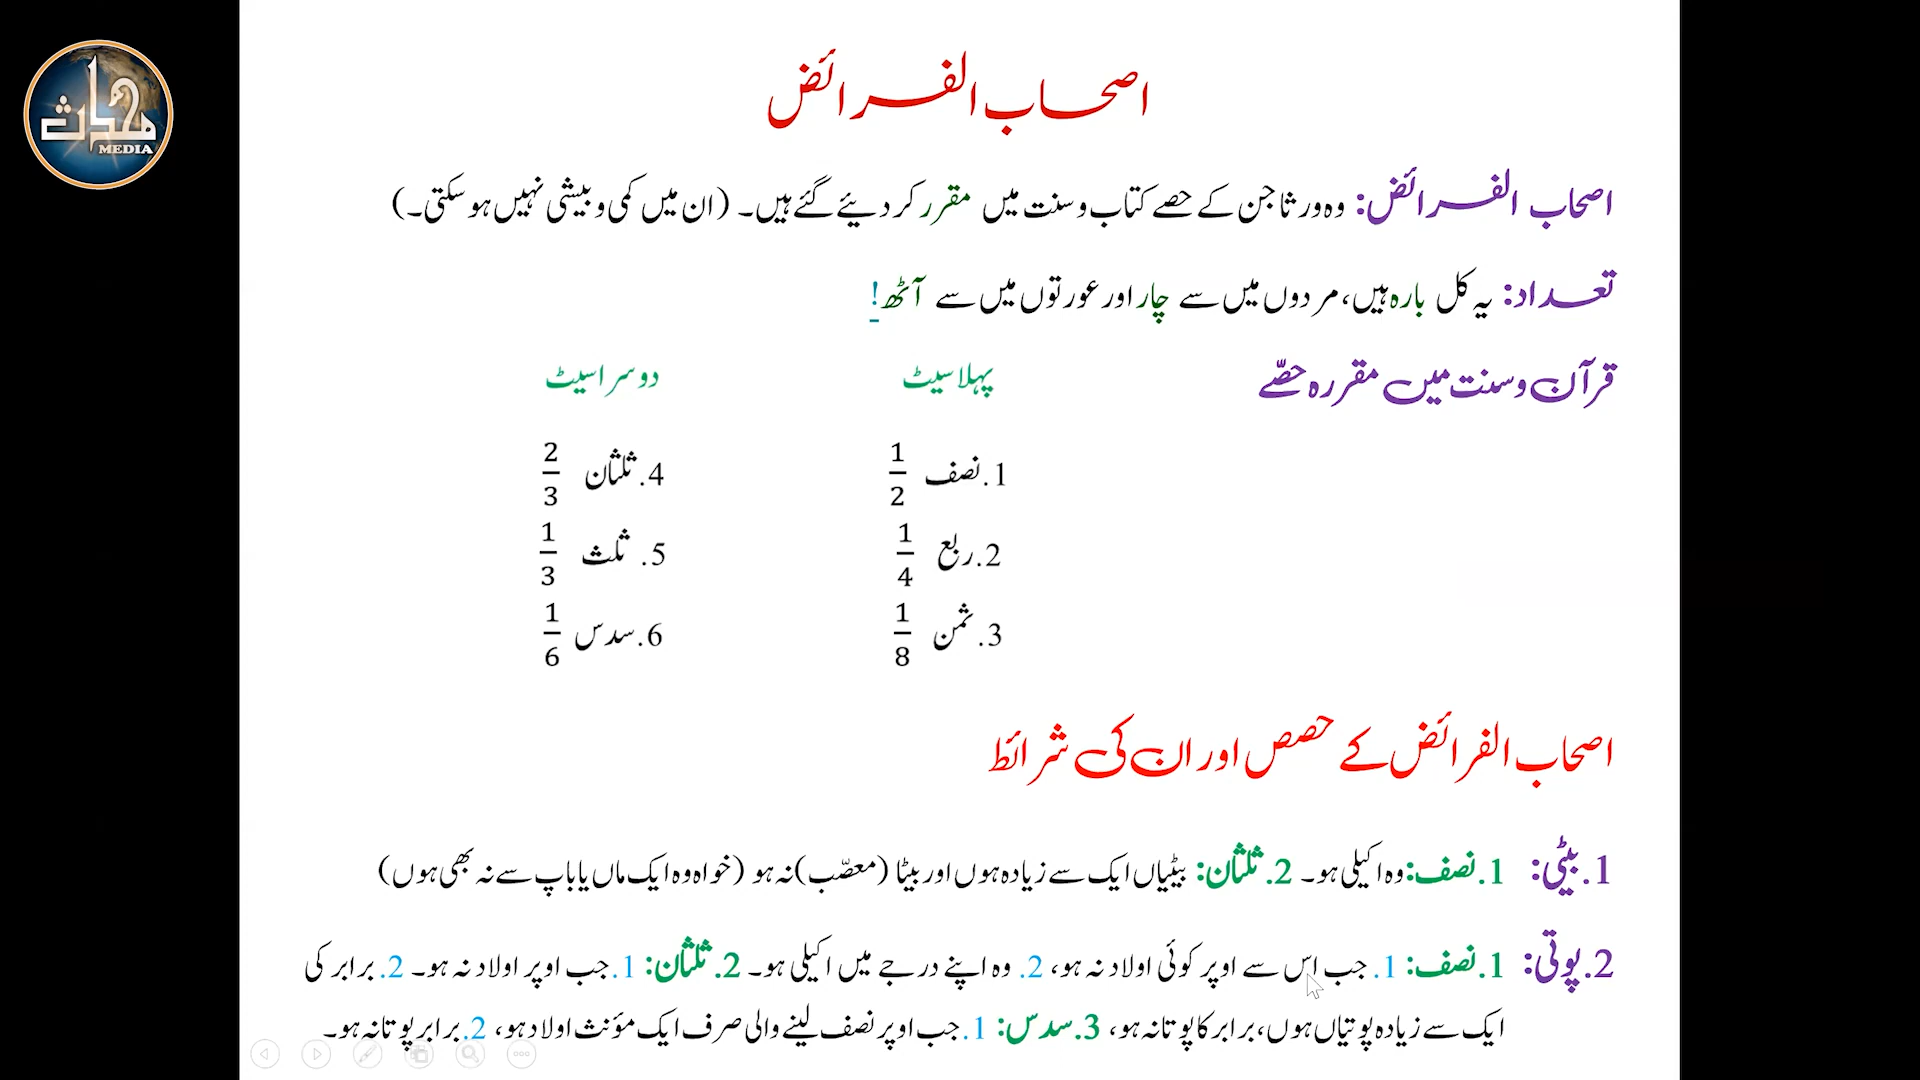 محدث
MEDIA
اصحاب الفرائض
اصحاب الفرائض: وہ ورثا جن کے حصے کتاب و سنت میں مقرر کر دیئے گئے ہیں۔ (ان میں کمی و بیشی نہیں ہو سکتی۔)
تعداد: یہ کل بارہ ہیں، مردوں میں سے چار اور عورتوں میں سے آٹھ!
قرآن و سنت میں مقررہ حصّے پہلا سیٹ دوسرا سیٹ
1. نصف 1/2 4. ثلثان 2/3
2. ربع 1/4 5. ثلث 1/3
3. ثمن 1/8 6. سدس 1/6
اصحاب الفرائض کے حصص اور ان کی شرائط
1. بیٹی: 1. نصف: وہ اکیلی ہو۔ 2. ثلثان: بیٹیاں ایک سے زیادہ ہوں اور بیٹا (معصّب) نہ ہو (خواہ وہ ایک ماں یا باپ سے نہ بھی ہوں)
2. پوتی: 1. نصف: 1. جب اس سے اوپر کوئی اولاد نہ ہو، 2. وہ اپنے درجے میں اکیلی ہو۔ 2. ثلثان: 1. جب اوپر اولاد نہ ہو۔ 2. برابر کی
ایک سے زیادہ پوتیاں ہوں، برابر کا پوتا نہ ہو، 3. سدس: 1. جب اوپر نصف لینے والی صرف ایک مؤنث اولاد ہو، 2. برابر پوتا نہ ہو۔